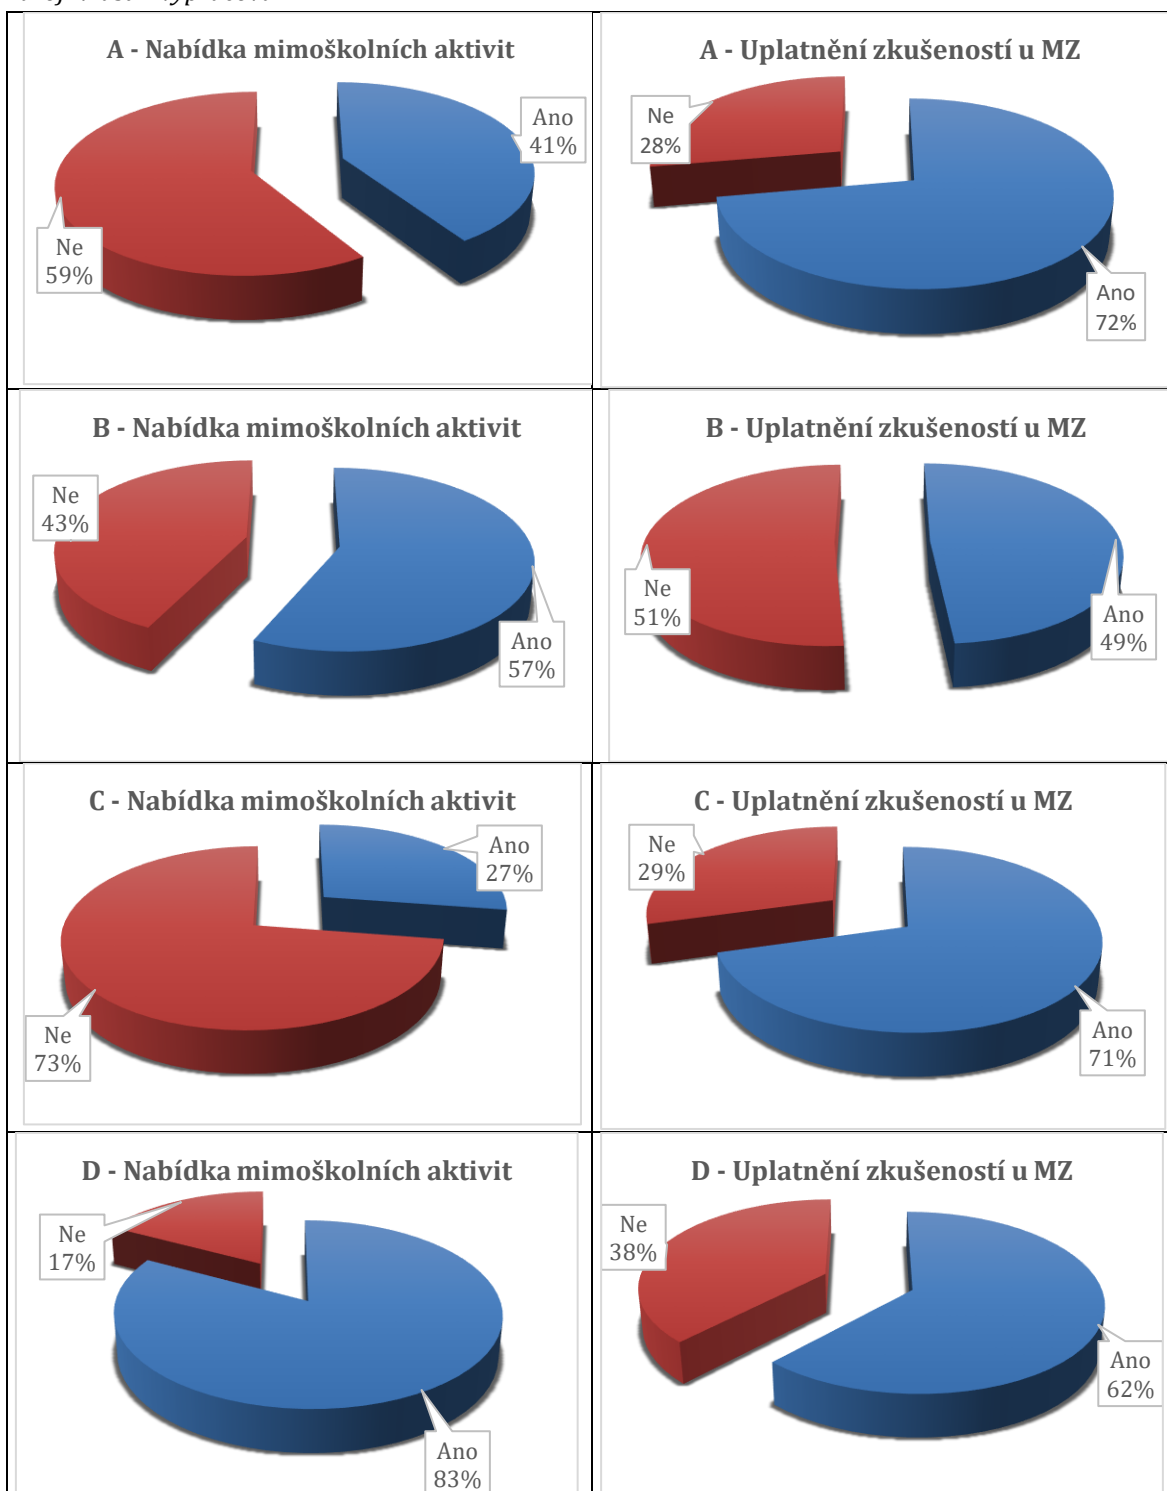 A - Nabídka mimoškolních aktivit
Ano
41%
Ne
59%
A - Uplatnění zkušeností u MZ
Ne
28%
Ano
72%
B - Nabídka mimoškolních aktivit
Ne
43%
Ano
57%
B - Uplatnění zkušeností u MZ
Ne
51%
Ano
49%
C - Nabídka mimoškolních aktivit
Ano
27%
Ne
73%
C - Uplatnění zkušeností u MZ
Ne
29%
Ano
71%
D - Nabídka mimoškolních aktivit
Ne
17%
Ano
83%
D - Uplatnění zkušeností u MZ
Ne
38%
Ano
62%